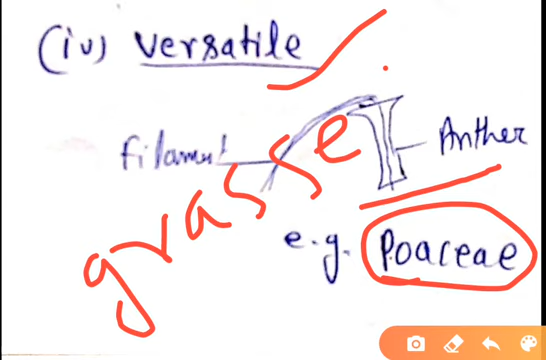 (iv) versatile
filament
Anther
grasse
e.g. Poaceae